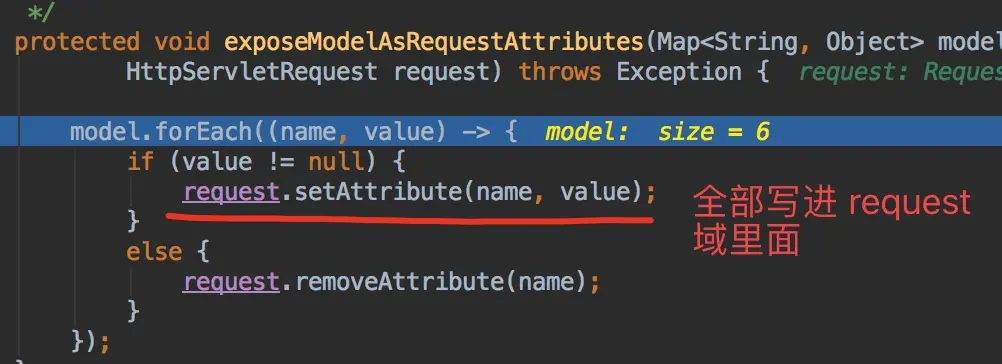 */
protected void exposeModelAsRequestAttributes(Map<String, Object> model
HttpServletRequest request) throws Exception { request: Reques
model.forEach((name, value) -> { model: size = 6
if (value != null) {
request.setAttribute(name, value);
}
else {
request.removeAttribute(name);
}
});
全部写进 request
域里面